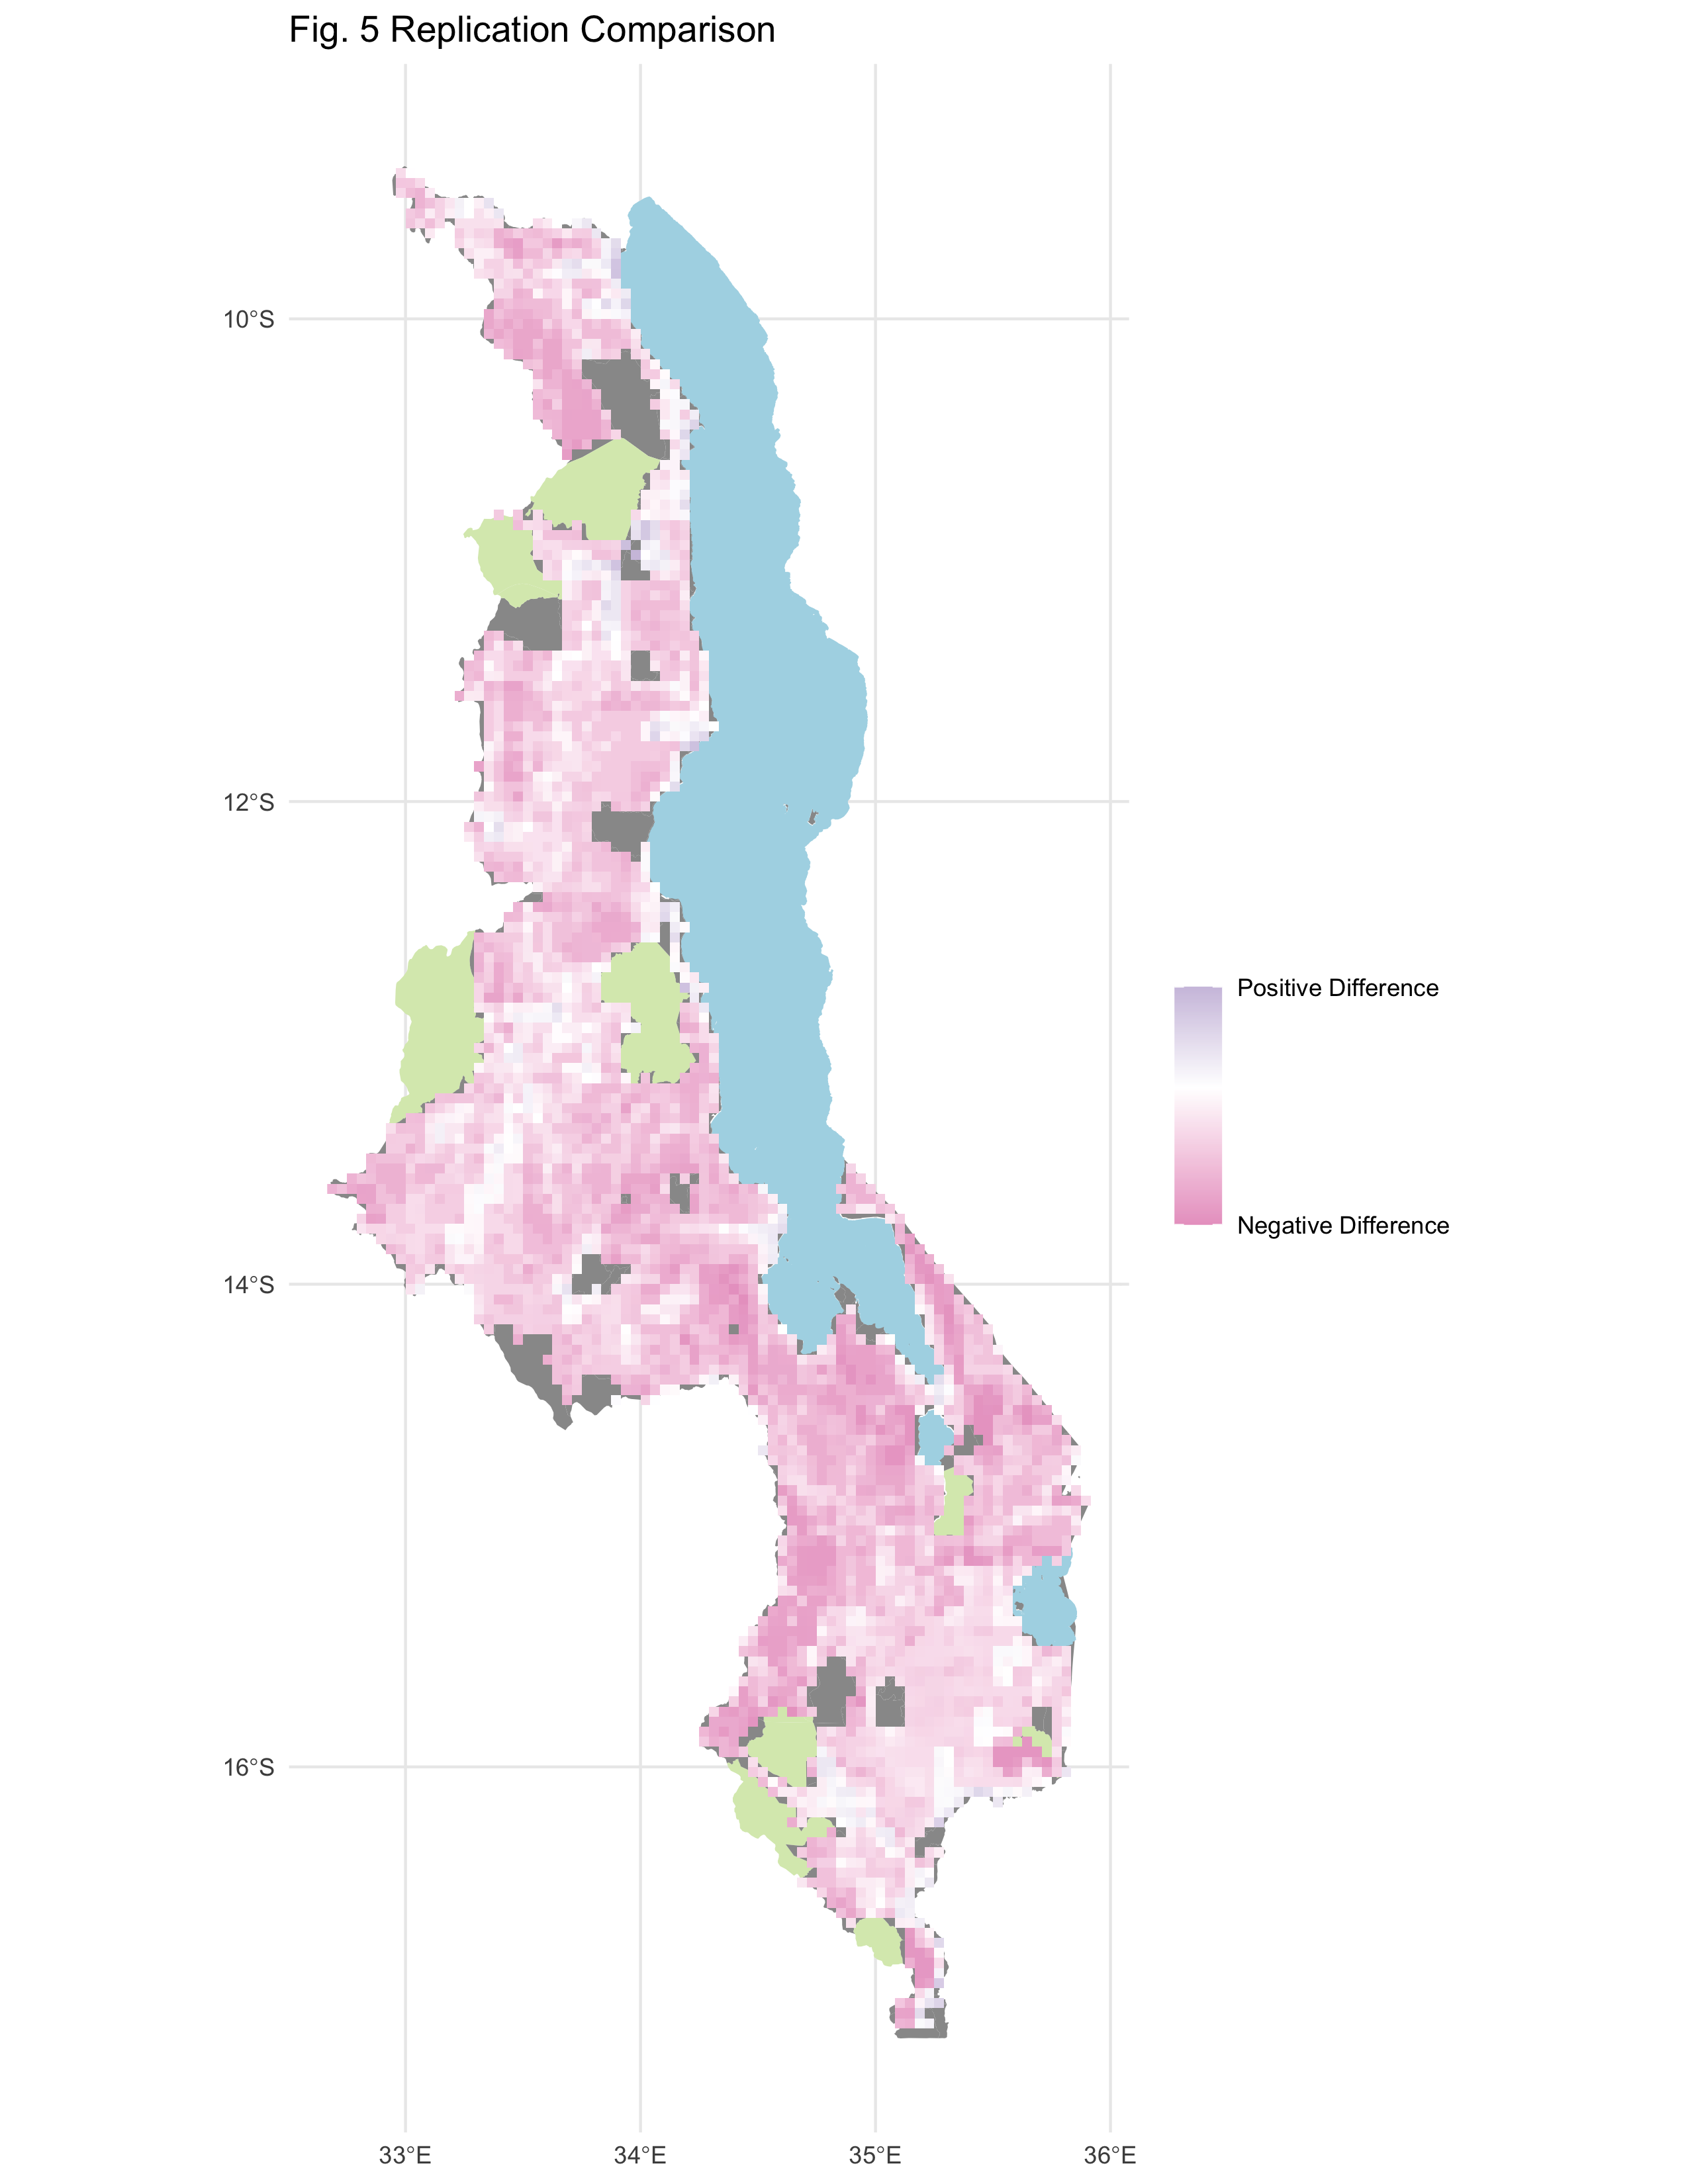 Fig. 5 Replication Comparison
10°S
12°S
14°S
16°S
33°E
34°E
35°E
36°E
Positive Difference
Negative Difference